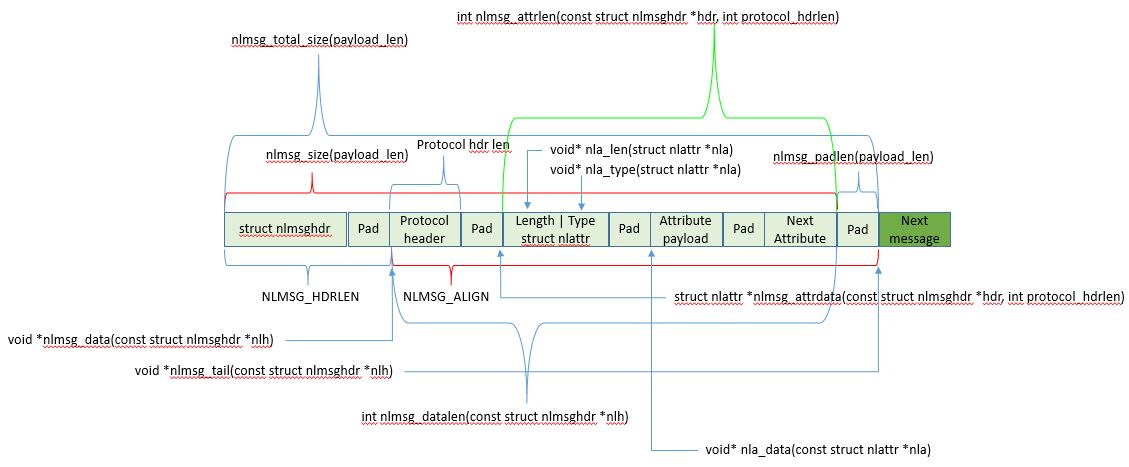 int nlmsg_attrlen(const struct nlmsghdr *hdr, int protocol_hdrlen)
nlmsg_total_size(payload_len)
nlmsg_size(payload_len)
Protocol hdr len
void* nla_len(struct nlattr *nla)
void* nla_type(struct nlattr *nla)
nlmsg_padlen(payload_len)
struct nlmsghdr
Pad
Protocol
header
Pad
Length | Type
struct nlattr
Pad
Attribute
payload
Pad
Next
Attribute
Pad
Next
message
NLMSG_HDRLEN
NLMSG_ALIGN
struct nlattr *nlmsg_attrdata(const struct nlmsghdr *hdr, int protocol_hdrlen)
void *nlmsg_data(const struct nlmsghdr *nlh)
void *nlmsg_tail(const struct nlmsghdr *nlh)
int nlmsg_datalen(const struct nlmsghdr *nlh)
void* nla_data(const struct nlattr *nla)